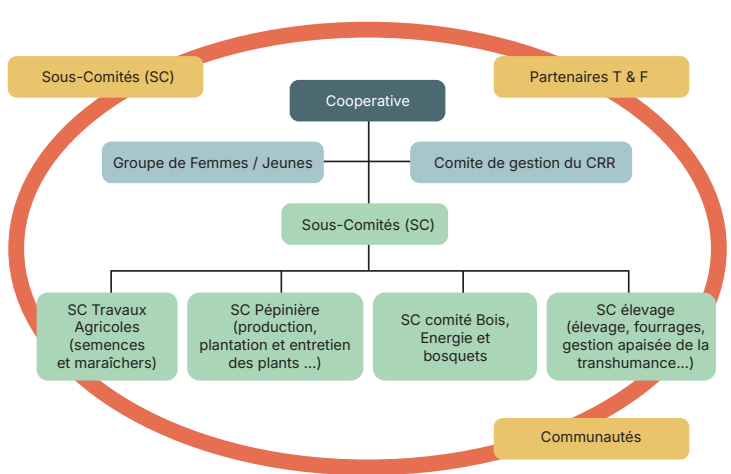 Sous-Comités (SC)
Partenaires T & F
Cooperative
Groupe de Femmes / Jeunes
Comite de gestion du CRR
Sous-Comités (SC)
SC Travaux
Agricoles
(semences
et maraîchers)
SC Pépinière
(production,
plantation et entretien
des plants ...)
SC comité Bois,
Energie et
bosquets
SC élevage
(élevage, fourrages,
gestion apaisée de la
transhumance...)
Communautés